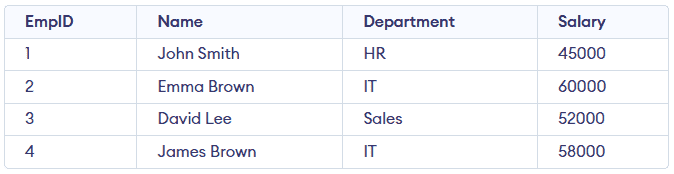 EmpID Name Department Salary
1 John Smith HR 45000
2 Emma Brown IT 60000
3 David Lee Sales 52000
4 James Brown IT 58000